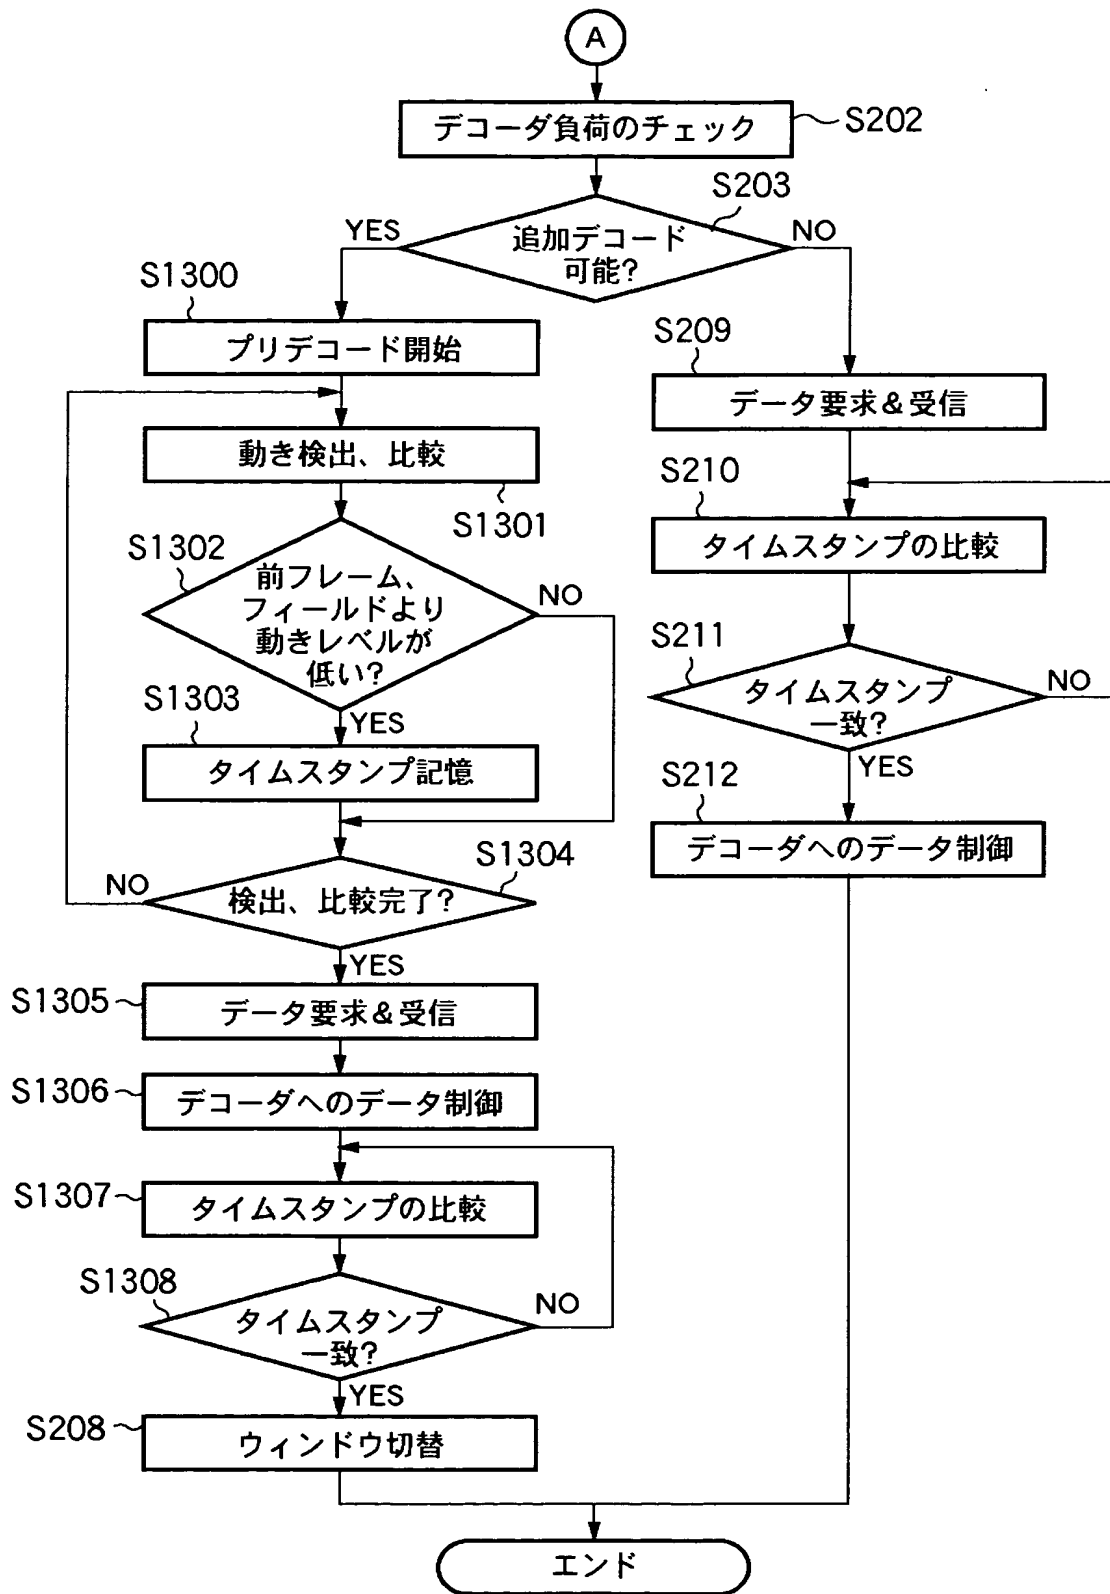 A
デコーダ負荷のチェック
S202
S203
YES
追加デコード
可能?
NO
S1300
プリデコード開始
S209
データ要求&受信
動き検出、比較
S1301
S210
タイムスタンプの比較
S1302
前フレーム、
フィールドより
動きレベルが
低い?
NO
YES
S211
タイムスタンプ
一致?
NO
YES
S1303
タイムスタンプ記憶
S212
デコーダへのデータ制御
S1304
NO
検出、比較完了?
YES
S1305
データ要求&受信
S1306
デコーダへのデータ制御
S1307
タイムスタンプの比較
S1308
タイムスタンプ
一致?
NO
YES
S208
ウィンドウ切替
エンド